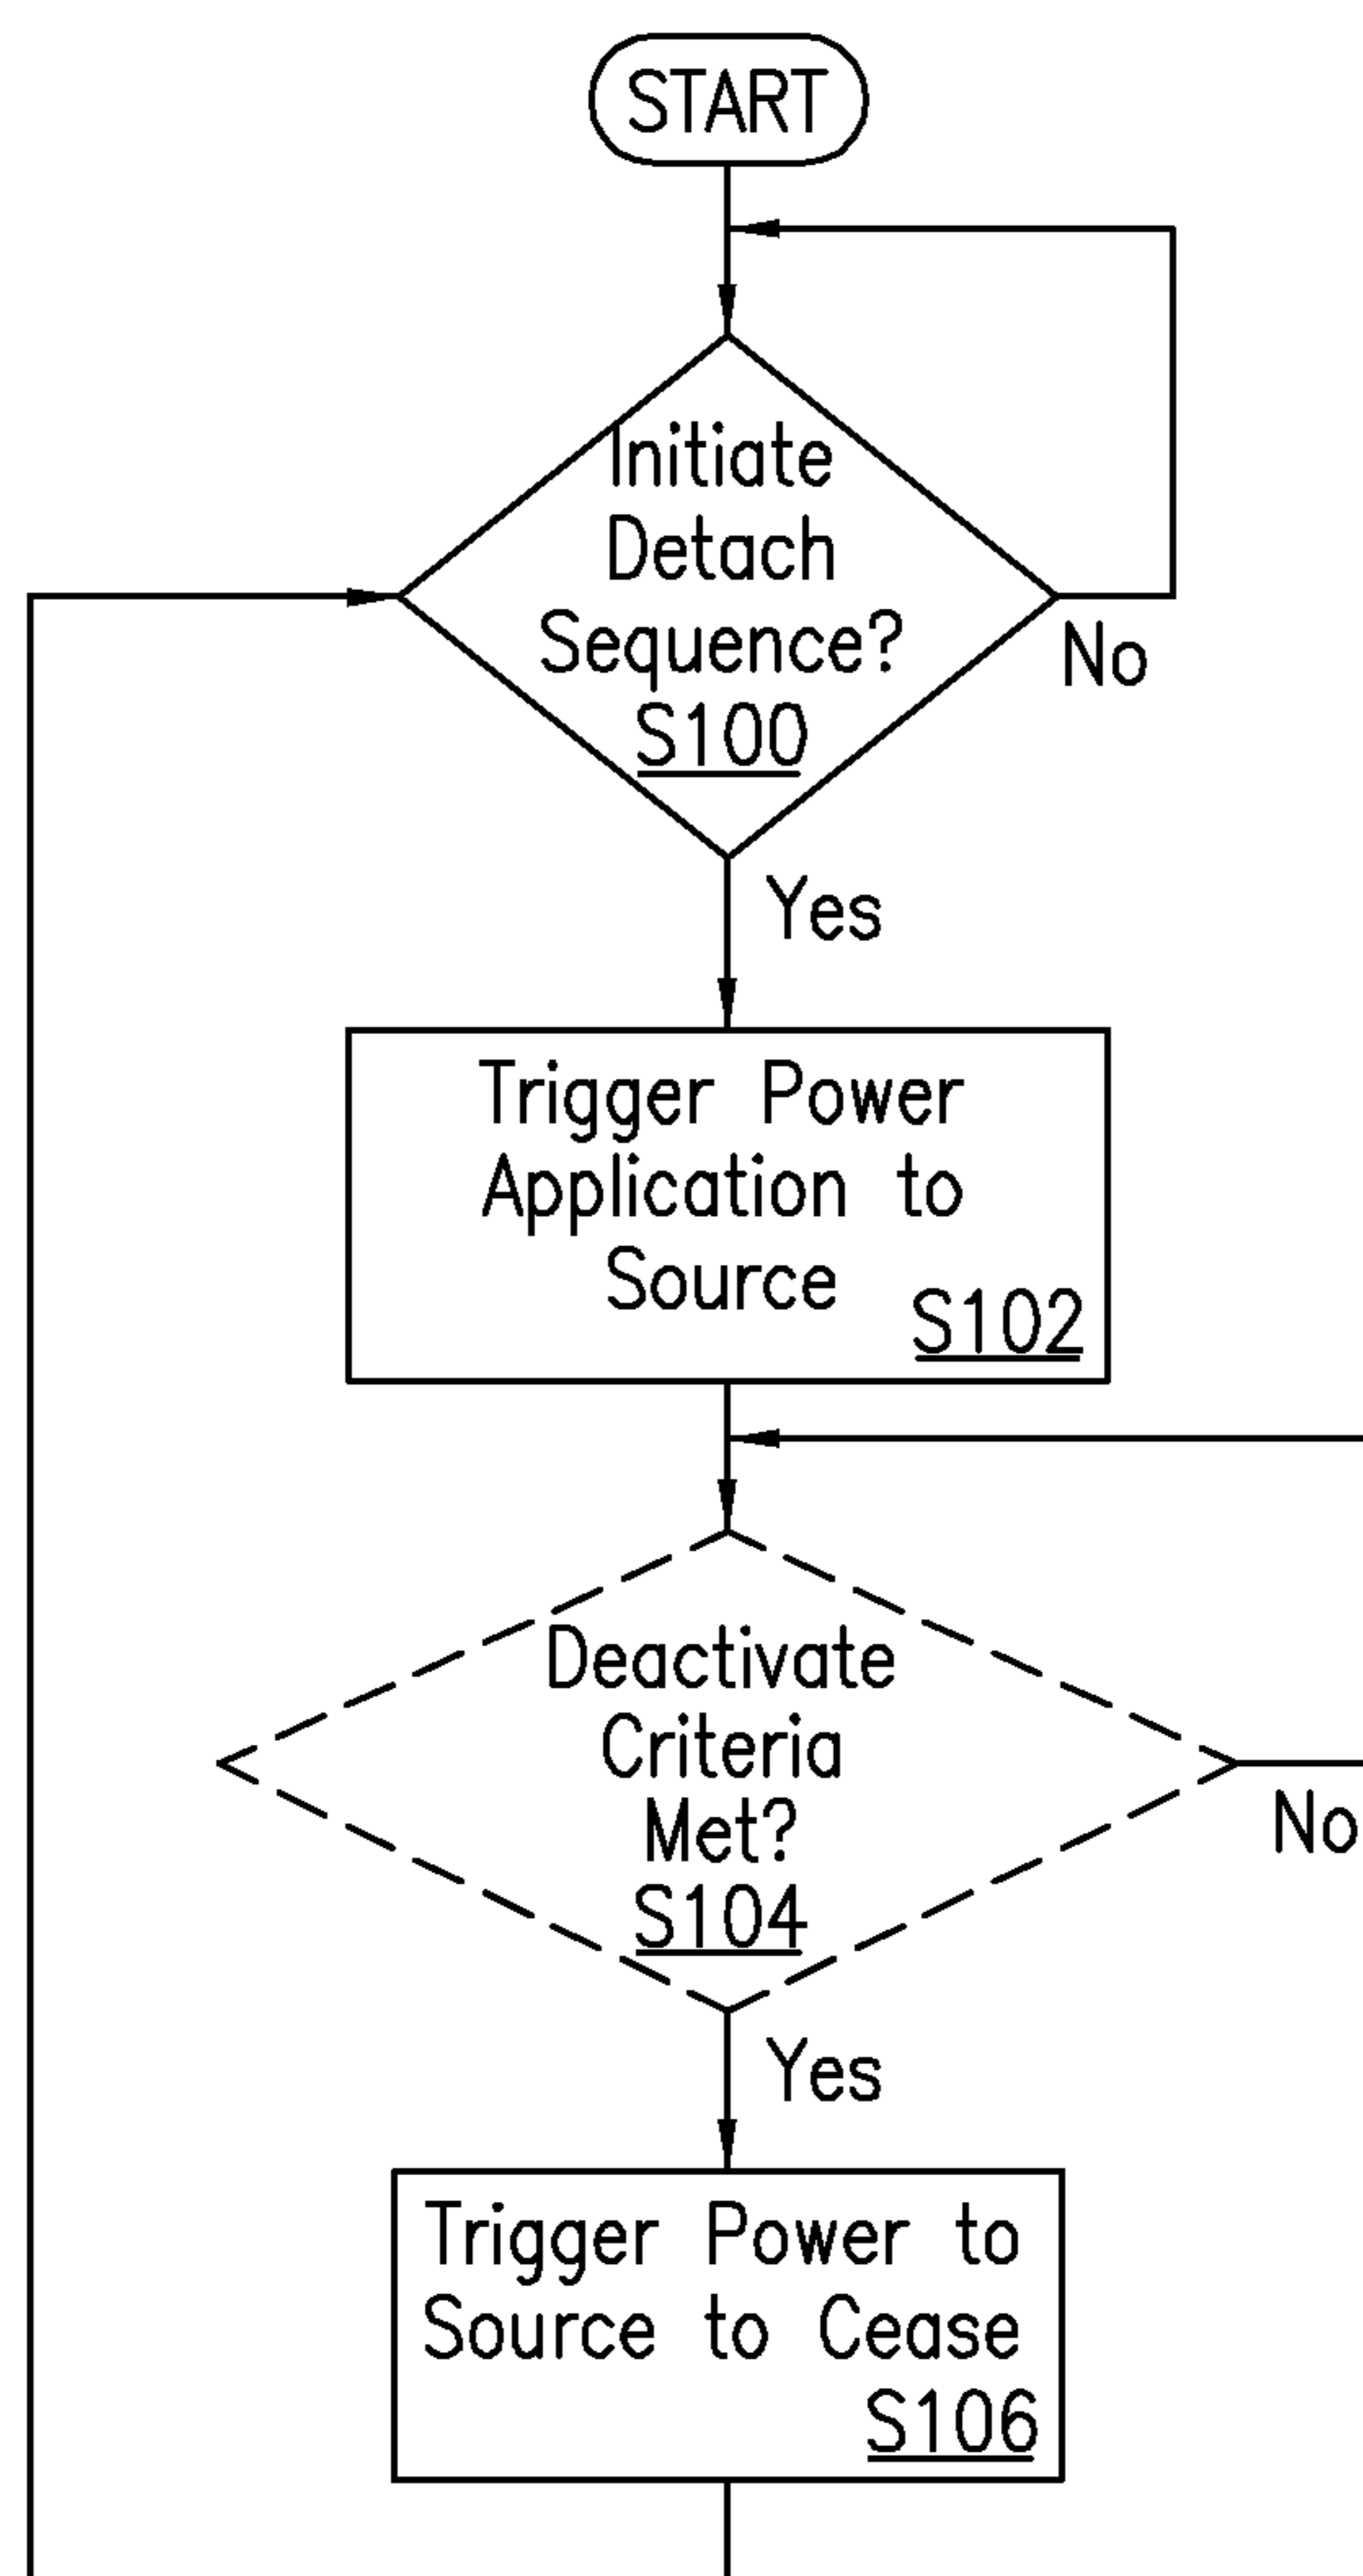 START
Initiate
Detach
Sequence?
S100
No
Yes
Trigger Power
Application to
Source
S102
Deactivate
Criteria
Met?
S104
No
Yes
Trigger Power to
Source to Cease
S106